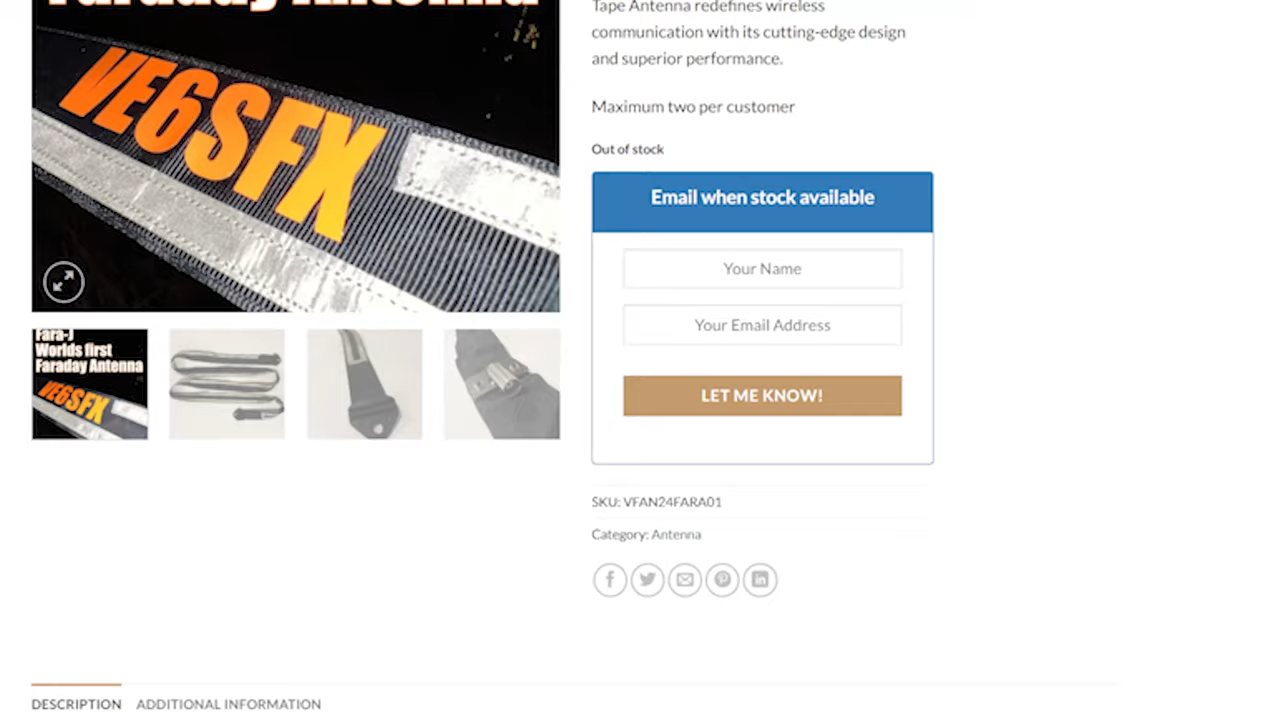 Faraday Antenna
VE6SFX
Fara-J
Worlds first
Faraday Antenna
VE6SFX
Tape Antenna redefines wireless
communication with its cutting-edge design
and superior performance.
Maximum two per customer
Out of stock
Email when stock available
Your Name
Your Email Address
LET ME KNOW!
SKU: VFAN24FARA01
Category: Antenna
DESCRIPTION
ADDITIONAL INFORMATION